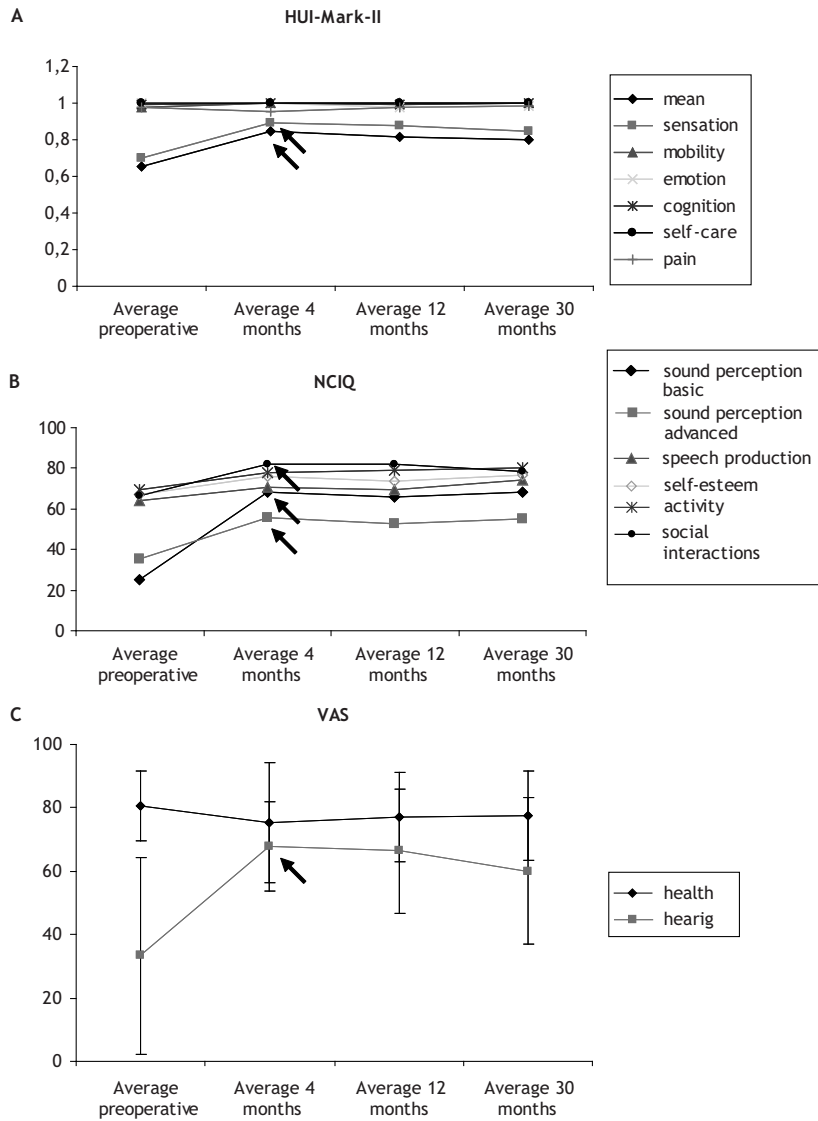 A
HUI-Mark-II
1,2
1
0,8
0,6
0,4
0,2
0
Average preoperative
Average 4 months
Average 12 months
Average 30 months
mean
sensation
mobility
emotion
cognition
self-care
pain
B
NCIQ
100
80
60
40
20
0
Average preoperative
Average 4 months
Average 12 months
Average 30 months
sound perception
basic
sound perception
advanced
speech production
self-esteem
activity
social
interactions
C
VAS
100
80
60
40
20
0
Average preoperative
Average 4 months
Average 12 months
Average 30 months
health
hearig